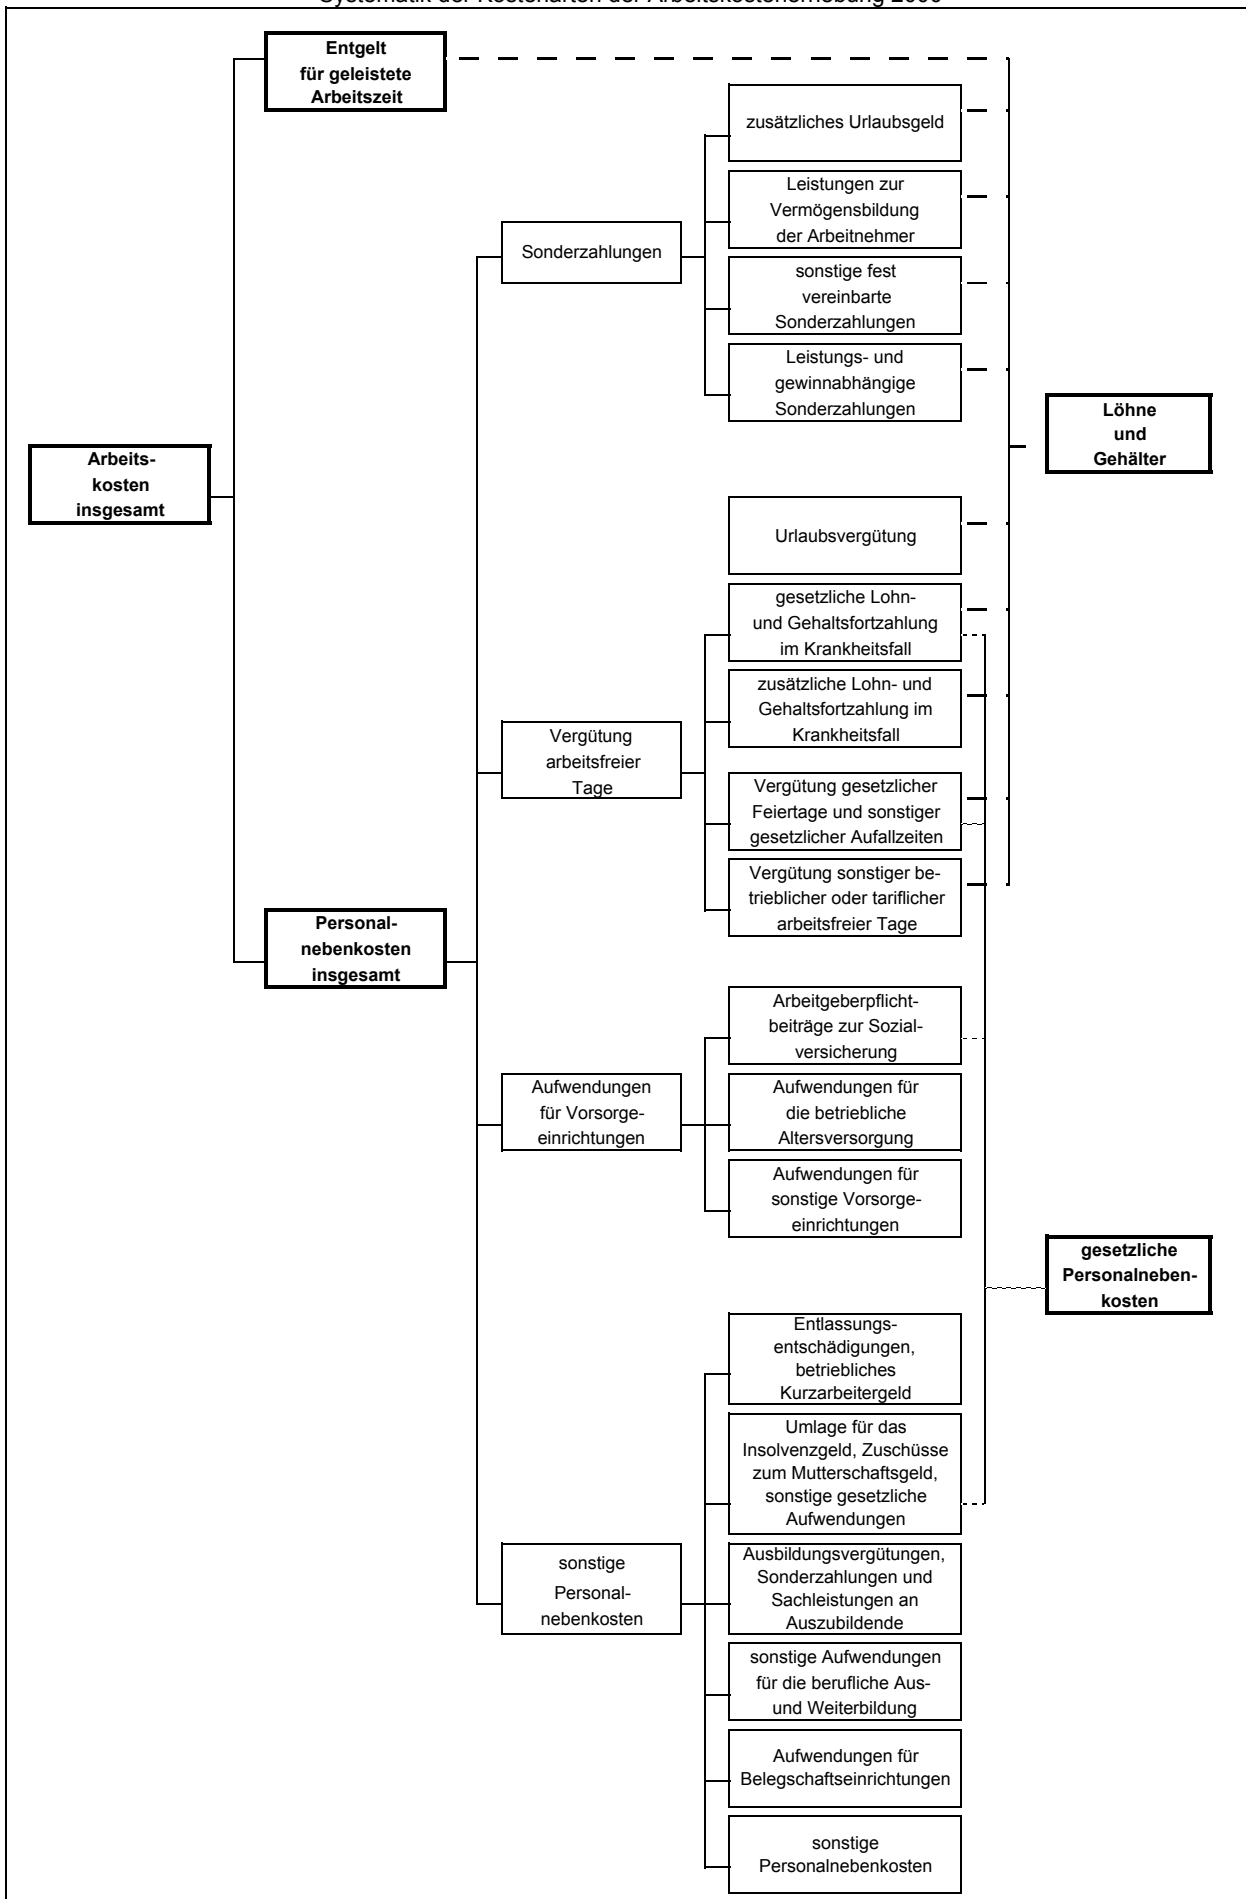 Systematik der Kostenarten der Arbeitskostenerhebung 2000
Entgelt
für geleistete
Arbeitszeit
zusätzliches Urlaubsgeld
Leistungen zur
Vermögensbildung
der Arbeitnehmer
Sonderzahlungen
sonstige fest
vereinbarte
Sonderzahlungen
Leistungs- und
gewinnabhängige
Sonderzahlungen
Löhne
und
Gehälter
Arbeits-
kosten
insgesamt
Urlaubsvergütung
gesetzliche Lohn-
und Gehaltsfortzahlung
im Krankheitsfall
zusätzliche Lohn- und
Gehaltsfortzahlung im
Krankheitsfall
Vergütung
arbeitsfreier
Tage
Vergütung gesetzlicher
Feiertage und sonstiger
gesetzlicher Aufallzeiten
Vergütung sonstiger be-
trieblicher oder tariflicher
arbeitsfreier Tage
Personal-
nebenkosten
insgesamt
Arbeitgeberpflicht-
beiträge zur Sozial-
versicherung
Aufwendungen
für Vorsorge-
einrichtungen
Aufwendungen für
die betriebliche
Altersversorgung
Aufwendungen für
sonstige Vorsorge-
einrichtungen
gesetzliche
Personalneben-
kosten
Entlassungs-
entschädigungen,
betriebliches
Kurzarbeitergeld
Umlage für das
Insolvenzgeld, Zuschüsse
zum Mutterschaftsgeld,
sonstige gesetzliche
Aufwendungen
sonstige
Personal-
nebenkosten
Ausbildungsvergütungen,
Sonderzahlungen und
Sachleistungen an
Auszubildende
sonstige Aufwendungen
für die berufliche Aus-
und Weiterbildung
Aufwendungen für
Belegschaftseinrichtungen
sonstige
Personalnebenkosten